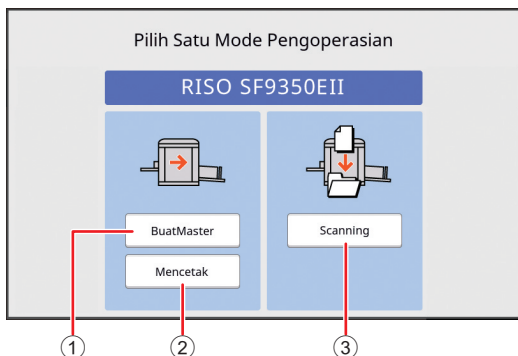 Pilih Satu Mode Pengoperasian
RISO SF9350EII
BuatMaster
Scanning
Mencetak
1
2
3